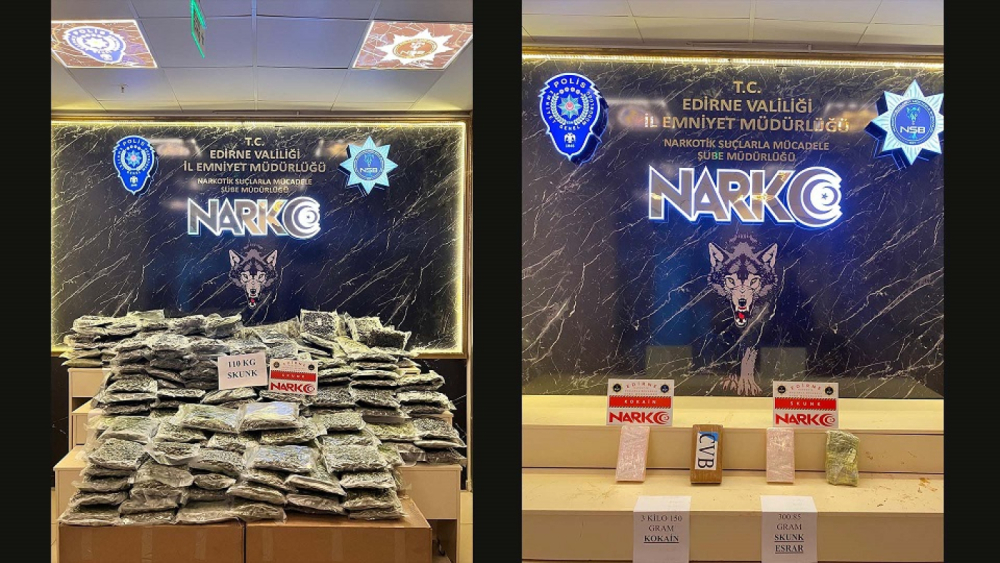 POLİS
T.C.
EDİRNE VALİLİĞİ
İL EMNİYET MÜDÜRLÜĞÜ
NARKOTİK SUÇLARLA MÜCADELE
ŞUBE MÜDÜRLÜĞÜ
NSB
NARKO
110 KG
SKUNK
NARKO
POLİS
GENEL
1845
T.C.
EDİRNE VALİLİĞİ
İL EMNİYET MÜDÜRLÜĞÜ
NARKOTİK SUÇLARLA MÜCADELE
ŞUBE MÜDÜRLÜĞÜ
NSB
NARKO
EDİRNE
KOKAİN
NARKO
EDİRNE
SKUNK
NARKO
CVB
3 KİLO 150
GRAM
KOKAİN
300.85
GRAM
SKUNK
ESRAR